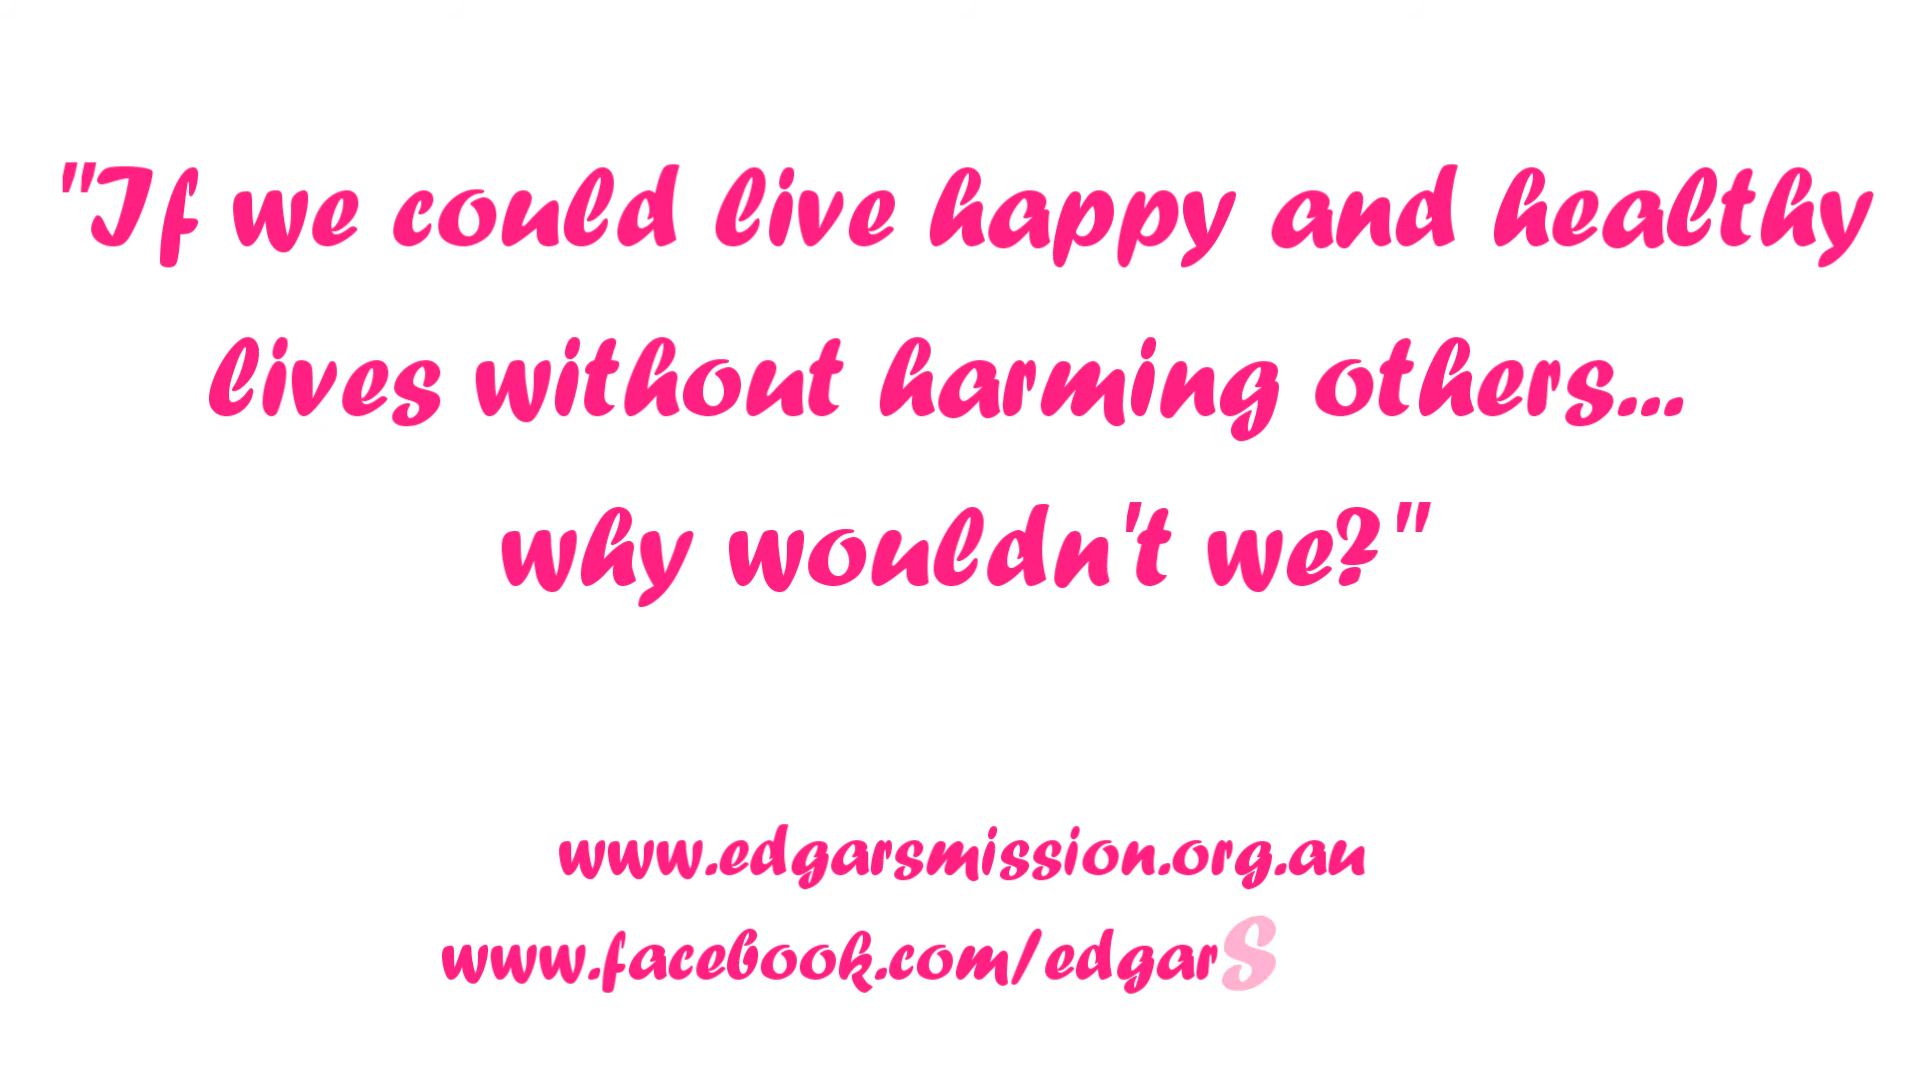 "If we could live happy and healthy
lives without harming others...
why wouldn't we?"
www.edgarsmission.org.au
www.facebook.com/edgars